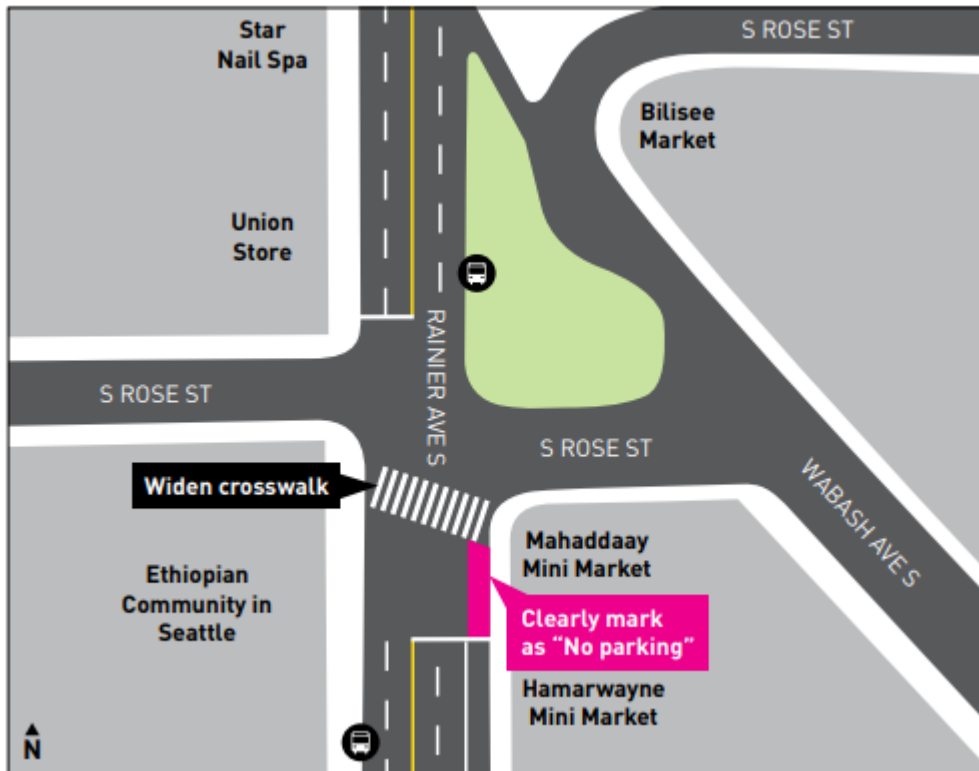 Star
Nail Spa
S ROSE ST
Bilisee
Market
Union
Store
RAINIER AVE S
S ROSE ST
S ROSE ST
WABASH AVE S
Widen crosswalk
Mahaddaay
Mini Market
Ethiopian
Community in
Seattle
Clearly mark
as “No parking”
Hamarwayne
Mini Market
N